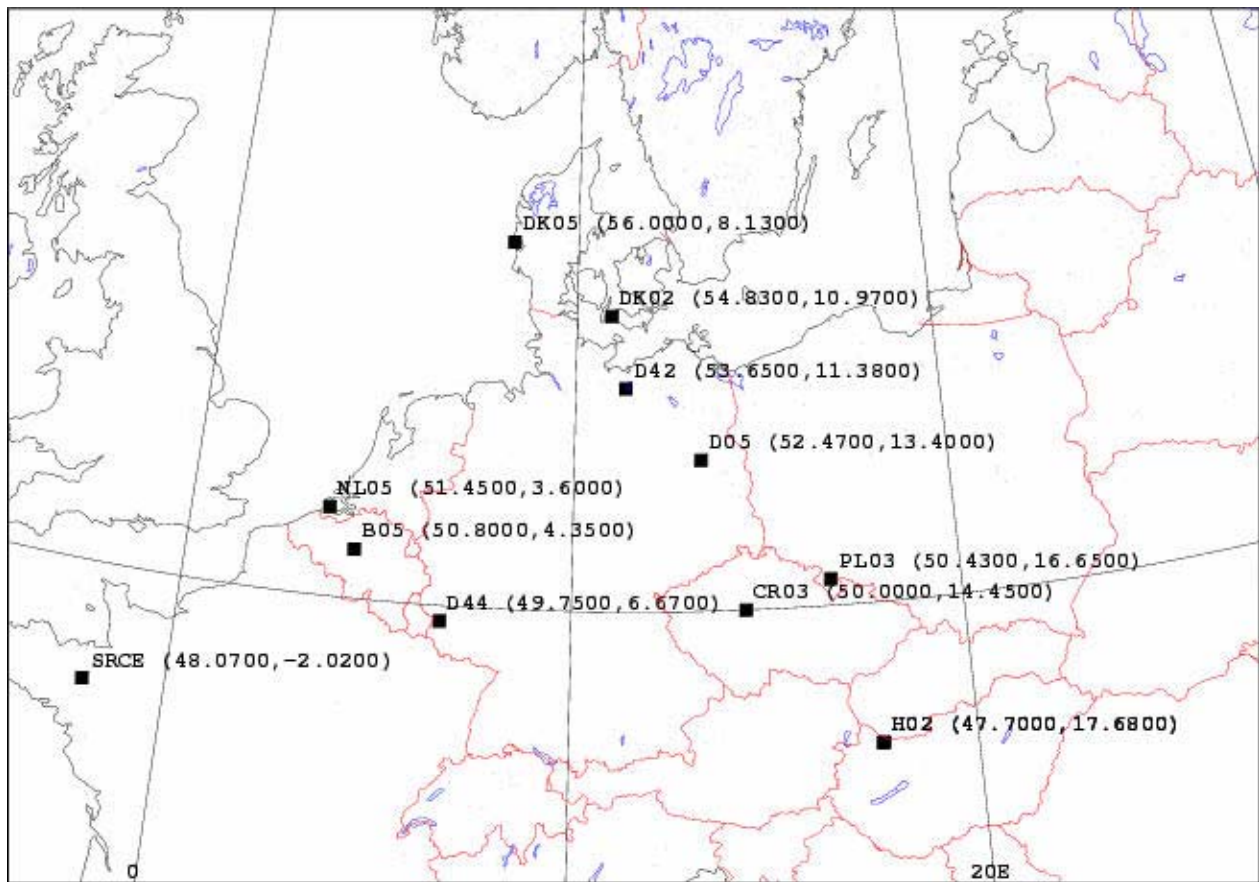 DK05 (56.0000,8.1300)
DK02 (54.8300,10.9700)
D42 (53.6500,11.3800)
D05 (52.4700,13.4000)
NL05 (51.4500,3.6000)
B05 (50.8000,4.3500)
PL03 (50.4300,16.6500)
CR03 (50.0000,14.4500)
D44 (49.7500,6.6700)
SRCE (48.0700,-2.0200)
H02 (47.7000,17.6800)
0
20E